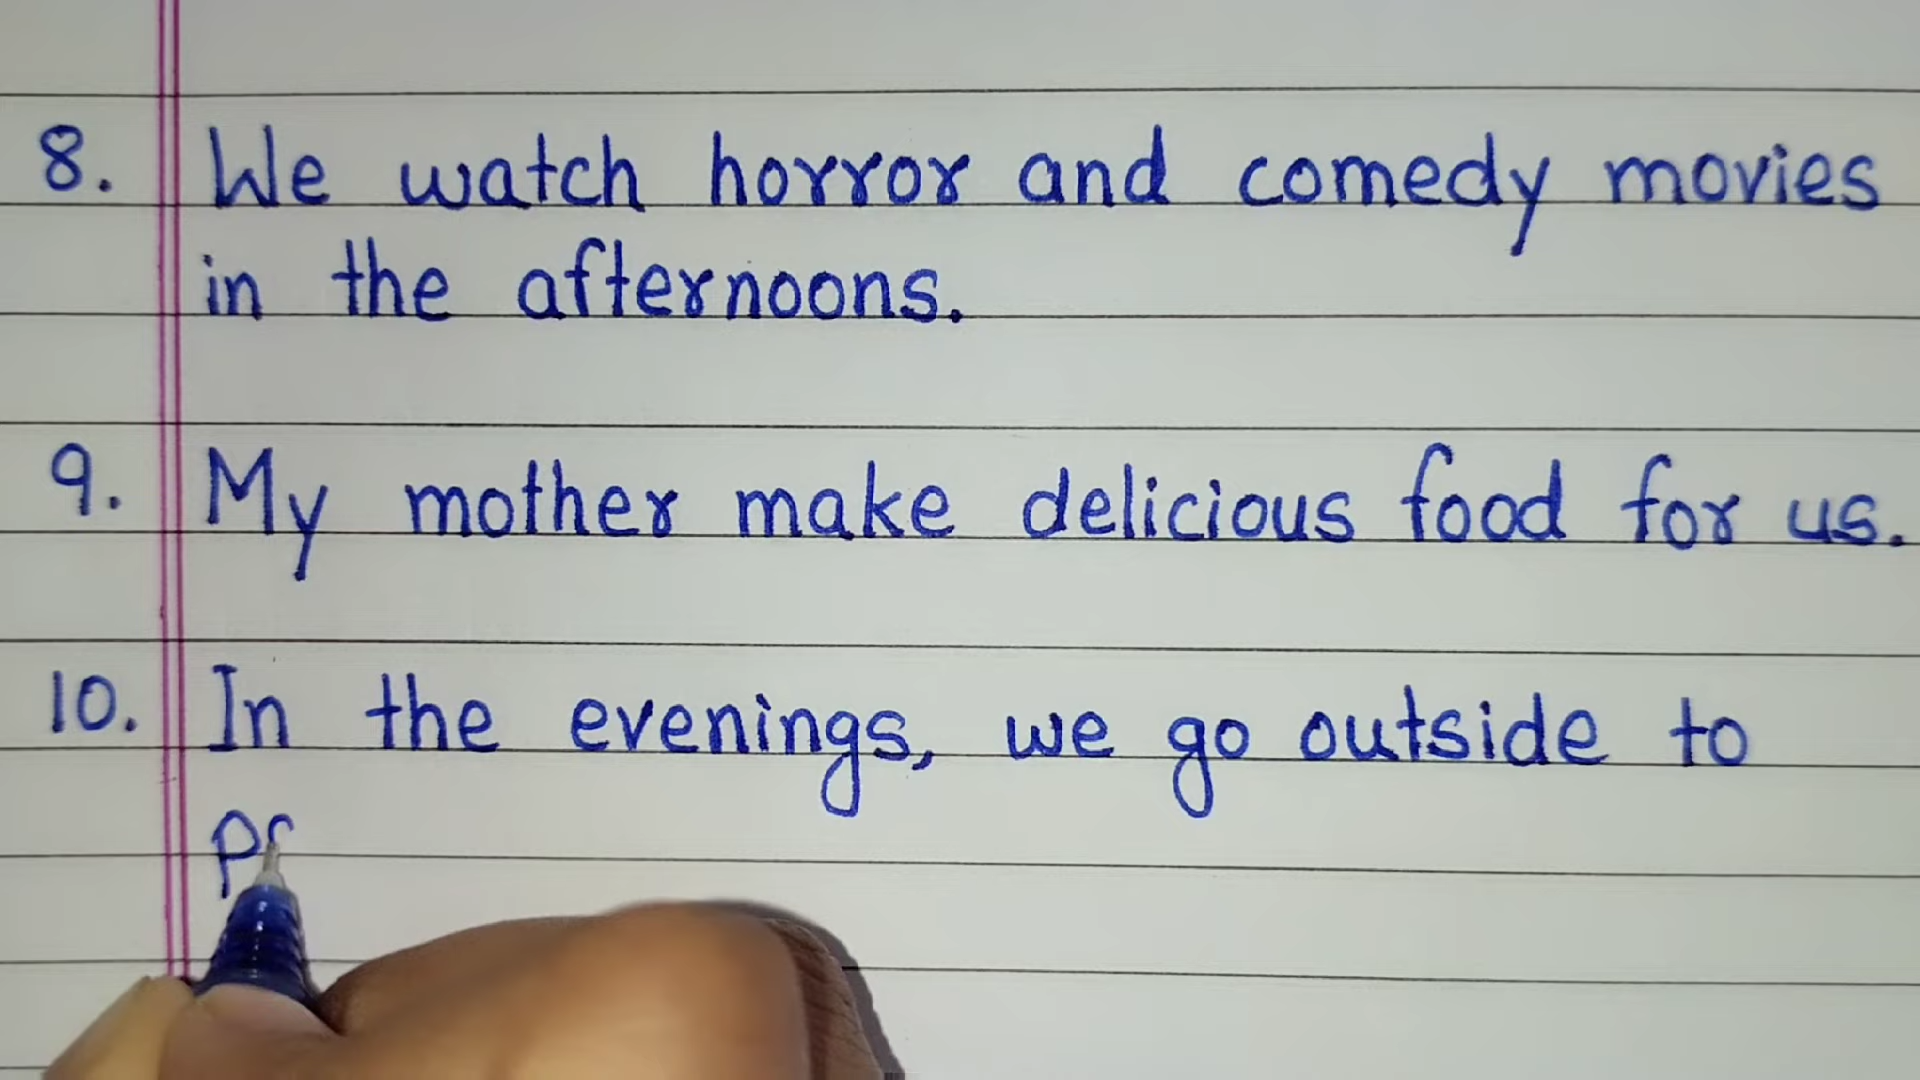 8. We watch horror and comedy movies
in the afternoons.
9. My mother make delicious food for us.
10. In the evenings, we go outside to